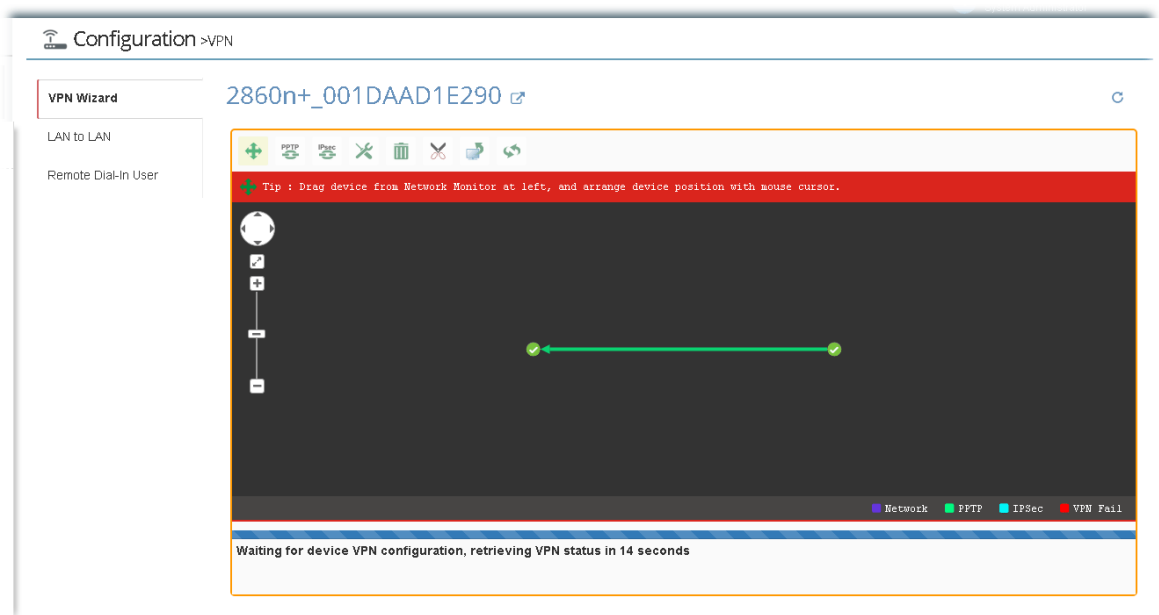 Configuration >VPN
VPN Wizard
LAN to LAN
Remote Dial-In User
2860n+_001DAAD1E290
PPTP
IPsec
Tip : Drag device from Network Monitor at left, and arrange device position with mouse cursor.
Network PPTP IPSec VPN Fail
Waiting for device VPN configuration, retrieving VPN status in 14 seconds